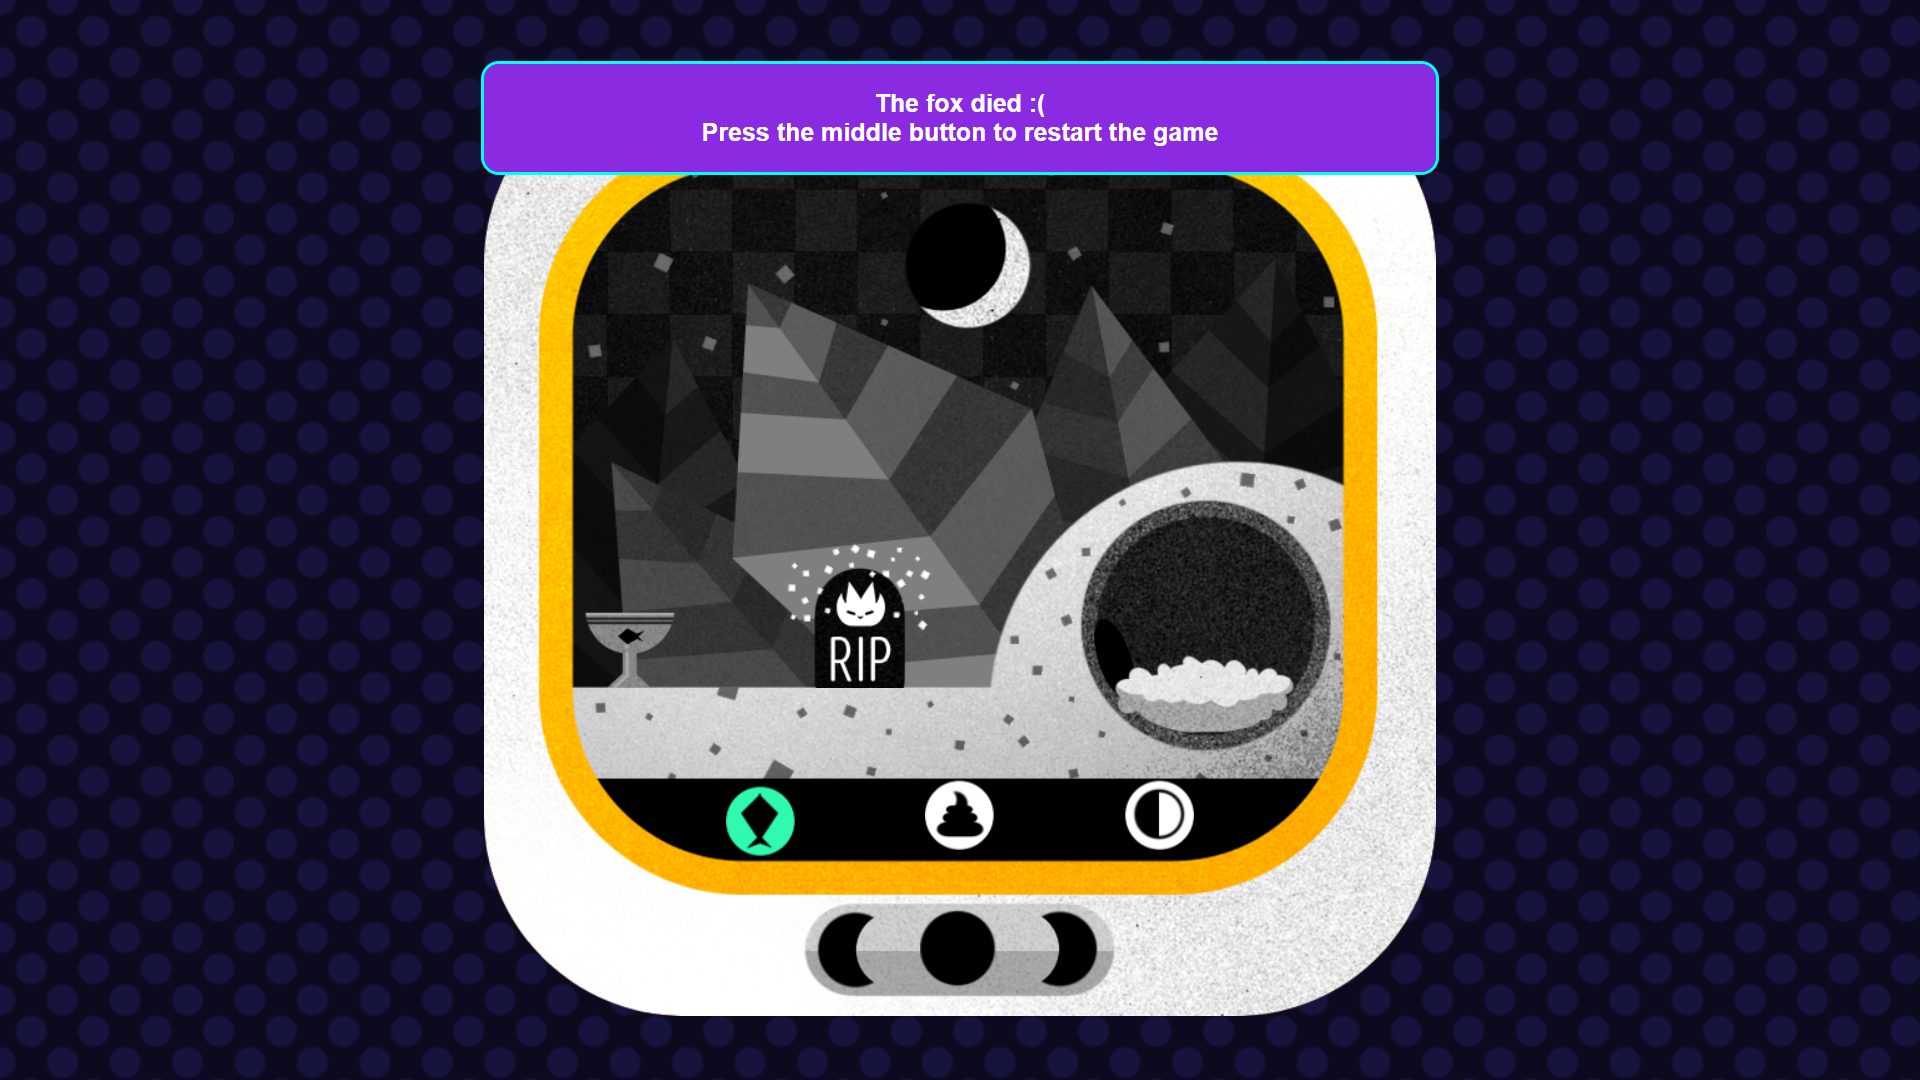 The fox died :(
Press the middle button to restart the game
RIP